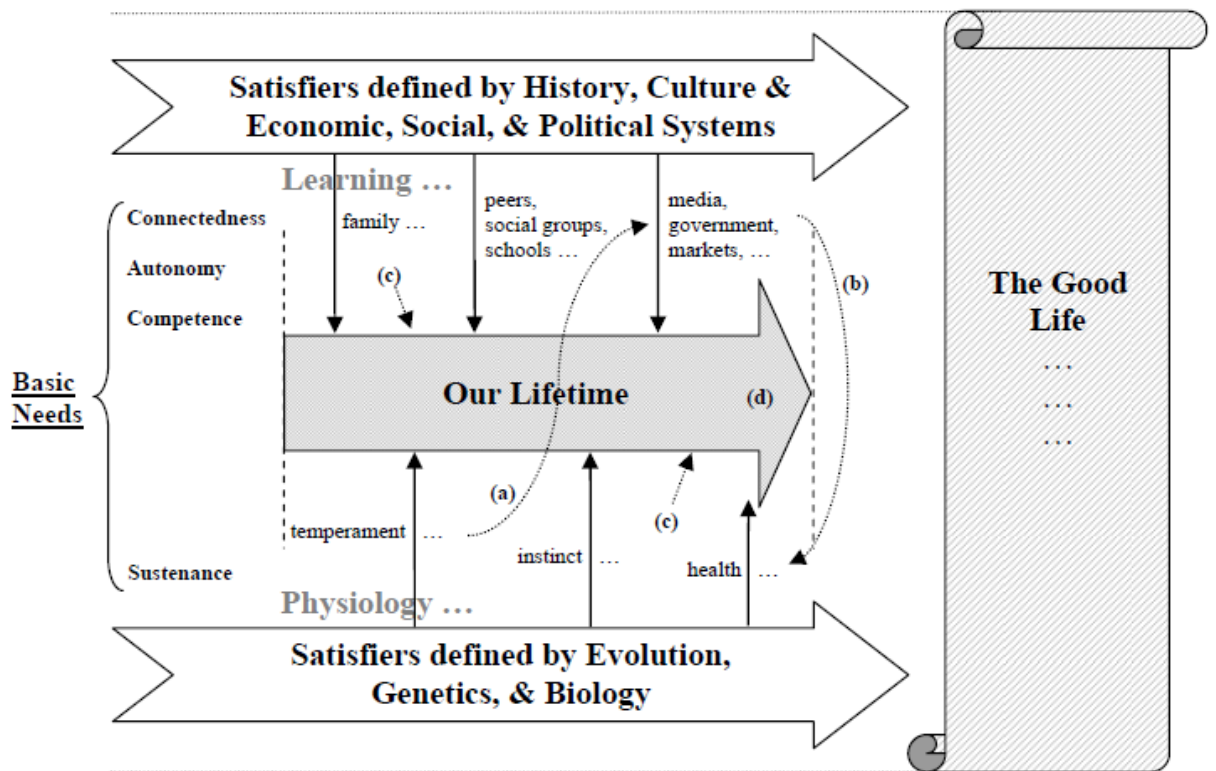 Satisfiers defined by History, Culture &
Economic, Social, & Political Systems
Learning …
Connectedness
Autonomy
Competence
Basic
Needs
Sustenance
family …
peers,
social groups,
schools …
media,
government,
markets, …
(c)
(b)
Our Lifetime
(d)
(a)
(c)
temperament …
instinct …
health …
Physiology …
Satisfiers defined by Evolution,
Genetics, & Biology
The Good
Life
…
…
…